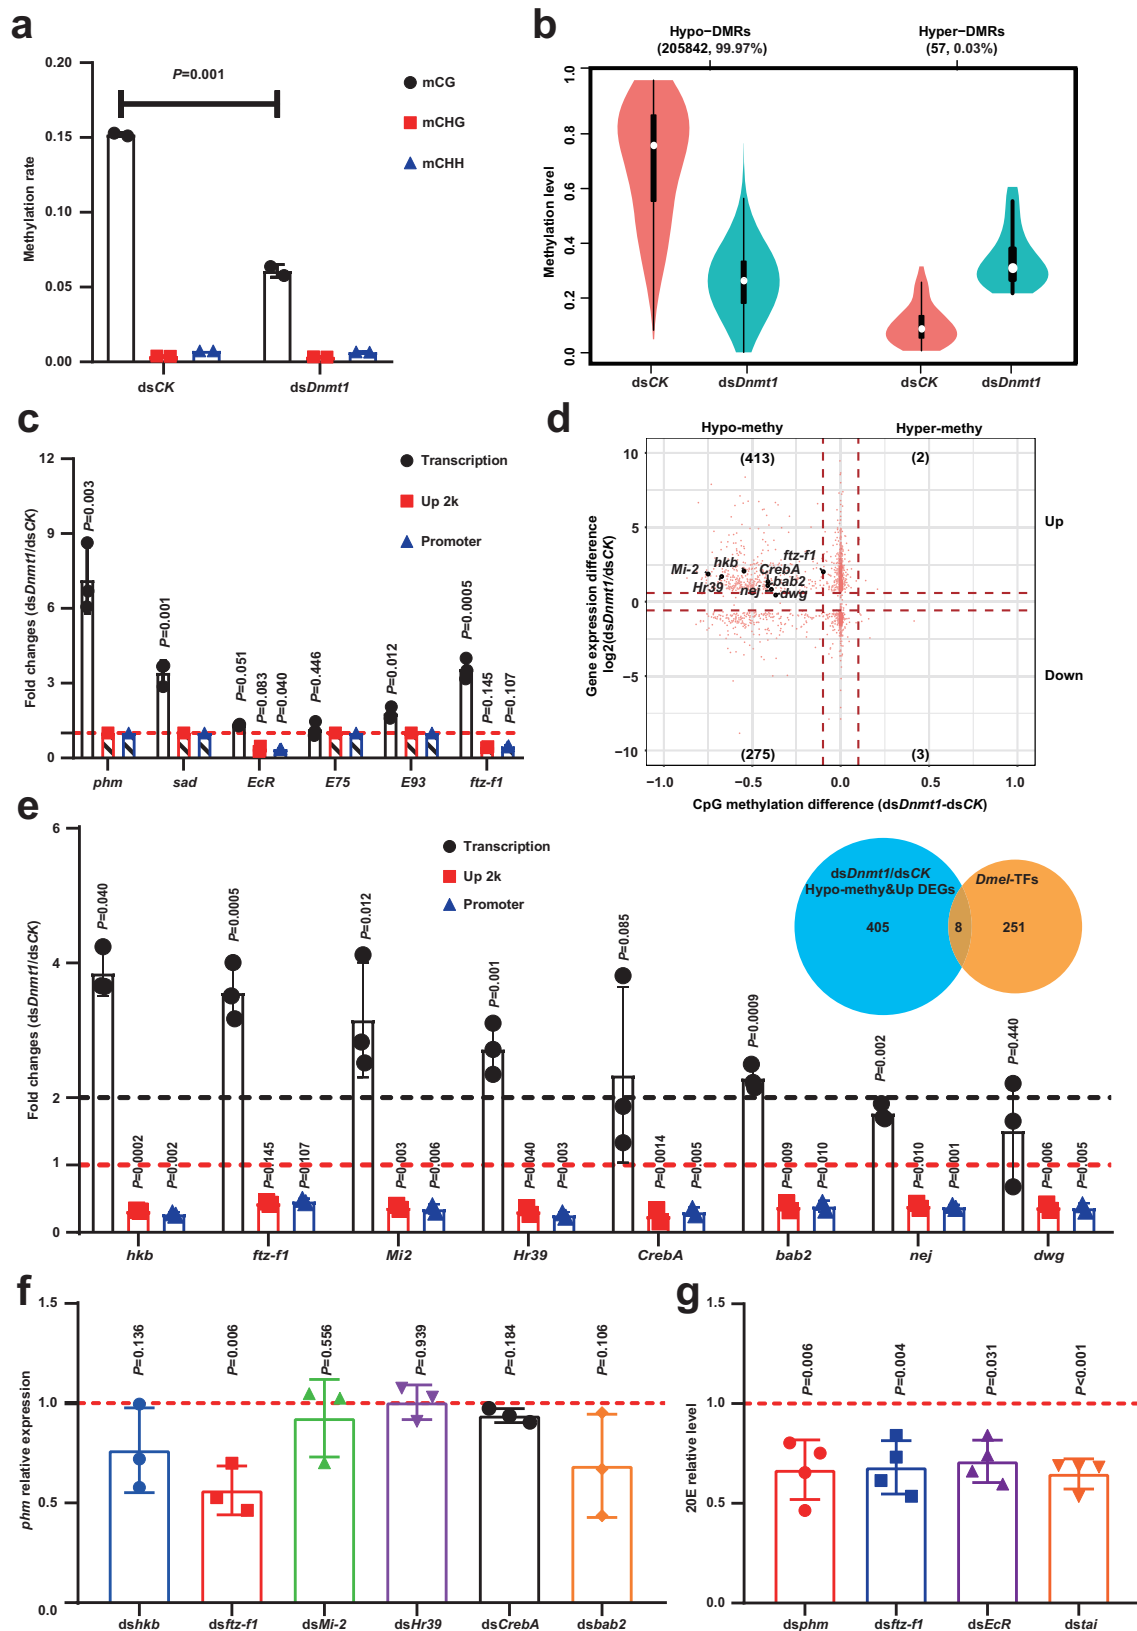 a
0.20
0.15
0.10
0.05
0.00
Methylation rate
P=0.001
mCG
mCHG
mCHH
dsCK
dsDnmt1
b
Hypo−DMRs
(205842, 99.97%)
Hyper−DMRs
(57, 0.03%)
Methylation level
1.0
0.8
0.6
0.4
0.2
0.0
dsCK
dsDnmt1
dsCK
dsDnmt1
c
Fold changes (dsDnmt1/dsCK)
12
9
6
3
0
Transcription
Up 2k
Promoter
P=0.003
P=0.001
P=0.051
P=0.083
P=0.040
P=0.446
P=0.012
P=0.0005
P=0.145
P=0.107
phm
sad
EcR
E75
E93
ftz-f1
d
Hypo-methy
Hyper-methy
(413)
(2)
(275)
(3)
Up
Down
Gene expression difference
log2(dsDnmt1/dsCK)
10
5
0
−5
−10
Mi-2
hkb
Hr39
ftz-f1
CrebA
nej
bab2
dwg
−1.0
−0.5
0.0
0.5
1.0
CpG methylation difference (dsDnmt1-dsCK)
e
Fold changes (dsDnmt1/dsCK)
6
4
2
1
0
Transcription
Up 2k
Promoter
dsDnmt1/dsCK
Hypo-methy&Up DEGs
Dmel-TFs
405
8
251
P=0.040
P=0.0002
P=0.002
P=0.0005
P=0.145
P=0.107
P=0.012
P=0.0003
P=0.0006
P=0.001
P=0.0040
P=0.003
P=0.085
P=0.0014
P=0.005
P=0.0009
P=0.009
P=0.010
P=0.002
P=0.010
P=0.0001
P=0.440
P=0.006
P=0.005
hkb
ftz-f1
Mi2
Hr39
CrebA
bab2
nej
dwg
f
phm relative expression
1.5
1.0
0.5
0.0
P=0.136
P=0.006
P=0.556
P=0.939
P=0.184
P=0.106
dshkb
dsftz-f1
dsMi-2
dsHr39
dsCrebA
dsbab2
g
20E relative level
1.5
1.0
0.5
0.0
P=0.006
P=0.004
P=0.031
P<0.001
dsphm
dsftz-f1
dsEcR
dstai